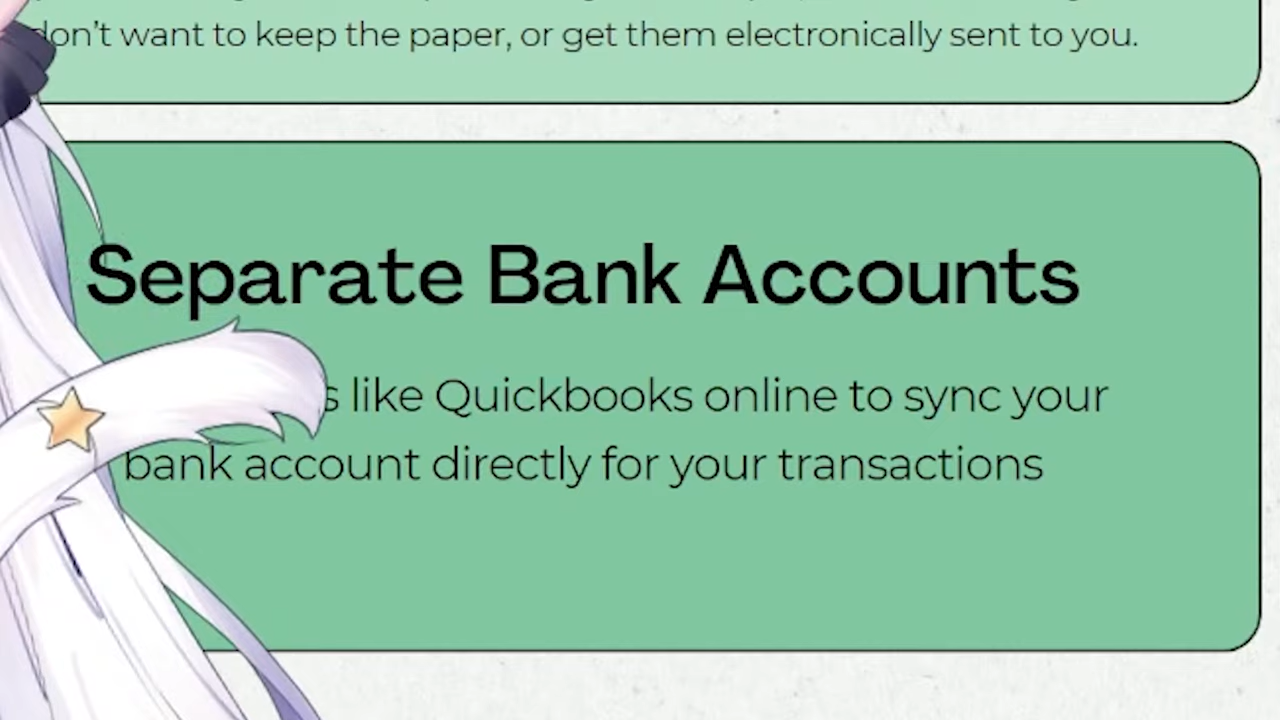 don't want to keep the paper, or get them electronically sent to you.
Separate Bank Accounts
like Quickbooks online to sync your
bank account directly for your transactions